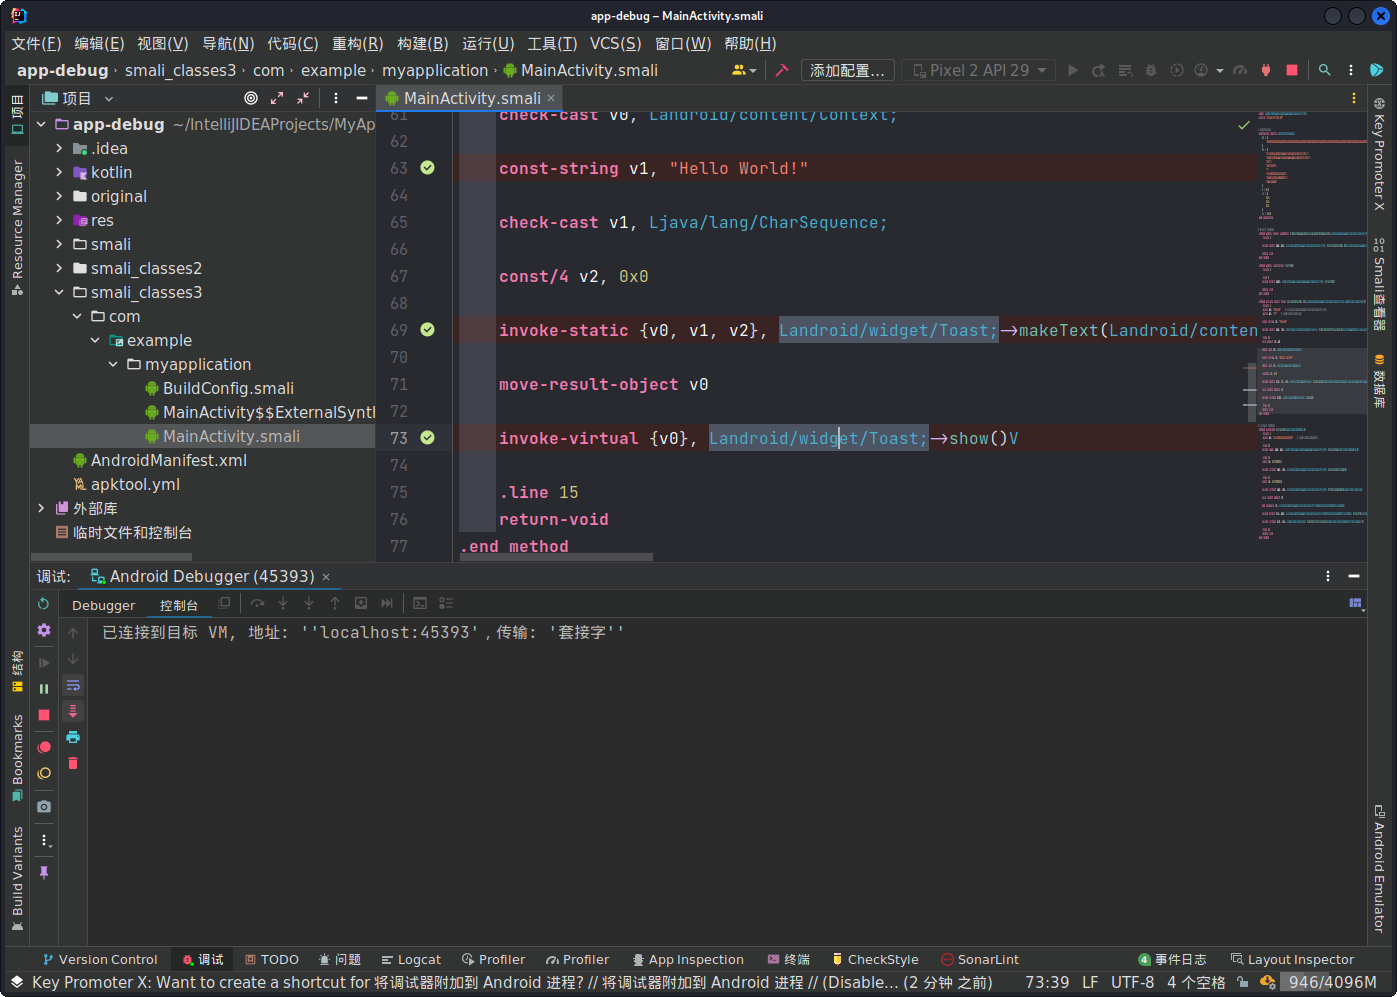 app-debug – MainActivity.smali
文件(F) 编辑(E) 视图(V) 导航(N) 代码(C) 重构(R) 构建(B) 运行(U) 工具(T) VCS(S) 窗口(W) 帮助(H)
app-debug › smali_classes3 › com › example › myapplication › MainActivity.smali 添加配置... Pixel 2 API 29
项目 MainActivity.smali ×
app-debug ~/IntelliJIDEAProjects/MyAp
.idea
kotlin
original
res
smali
smali_classes2
smali_classes3
com
example
myapplication
BuildConfig.smali
MainActivity$$ExternalSyntl
MainActivity.smali
AndroidManifest.xml
apktool.yml
外部库
临时文件和控制台
61 check-cast v0, Landroid/content/Context;
62
63 const-string v1, "Hello World!"
64
65 check-cast v1, Ljava/lang/CharSequence;
66
67 const/4 v2, 0x0
68
69 invoke-static {v0, v1, v2}, Landroid/widget/Toast;->makeText(Landroid/conten
70
71 move-result-object v0
72
73 invoke-virtual {v0}, Landroid/widget/Toast;->show()V
74
75 .line 15
76 return-void
77 .end method
项目
Resource Manager
结构
Bookmarks
Build Variants
Key Promoter X
Smali查看器
数据库
Android Emulator
调试: Android Debugger (45393) ×
Debugger 控制台
已连接到目标 VM, 地址: ''localhost:45393'，传输: '套接字''
Version Control 调试 TODO 问题 Logcat Profiler Profiler App Inspection 终端 CheckStyle SonarLint 4 事件日志 Layout Inspector
Key Promoter X: Want to create a shortcut for 将调试器附加到 Android 进程? // 将调试器附加到 Android 进程 // (Disable... (2 分钟 之前) 73:39 LF UTF-8 4 个空格 946/4096M